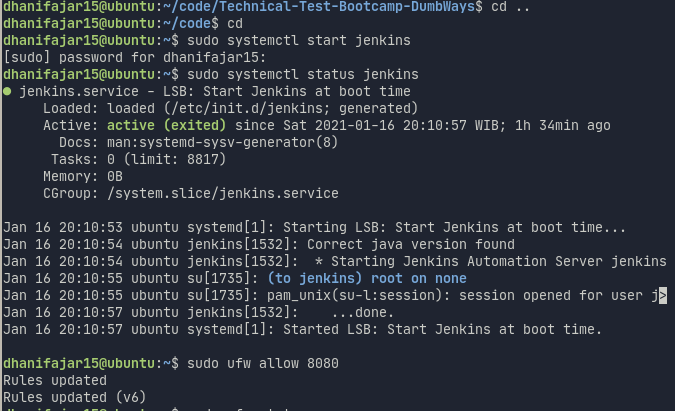 dhanifajar15@ubuntu:~/code/Technical-Test-Bootcamp-DumbWays$ cd ..
dhanifajar15@ubuntu:~/code$ cd
dhanifajar15@ubuntu:~$ sudo systemctl start jenkins
[sudo] password for dhanifajar15:
dhanifajar15@ubuntu:~$ sudo systemctl status jenkins
● jenkins.service - LSB: Start Jenkins at boot time
     Loaded: loaded (/etc/init.d/jenkins; generated)
     Active: active (exited) since Sat 2021-01-16 20:10:57 WIB; 1h 34min ago
       Docs: man:systemd-sysv-generator(8)
      Tasks: 0 (limit: 8817)
     Memory: 0B
     CGroup: /system.slice/jenkins.service

Jan 16 20:10:53 ubuntu systemd[1]: Starting LSB: Start Jenkins at boot time...
Jan 16 20:10:54 ubuntu jenkins[1532]: Correct java version found
Jan 16 20:10:54 ubuntu jenkins[1532]:  * Starting Jenkins Automation Server jenkins
Jan 16 20:10:55 ubuntu su[1735]: (to jenkins) root on none
Jan 16 20:10:55 ubuntu su[1735]: pam_unix(su-l:session): session opened for user j>
Jan 16 20:10:57 ubuntu jenkins[1532]:    ...done.
Jan 16 20:10:57 ubuntu systemd[1]: Started LSB: Start Jenkins at boot time.

dhanifajar15@ubuntu:~$ sudo ufw allow 8080
Rules updated
Rules updated (v6)